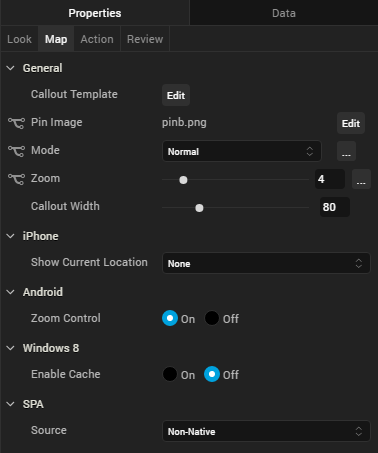 Properties Data
Look Map Action Review
General
Callout Template Edit
Pin Image pinb.png Edit
Mode Normal ...
Zoom 4 ...
Callout Width 80
iPhone
Show Current Location None
Android
Zoom Control On Off
Windows 8
Enable Cache On Off
SPA
Source Non-Native